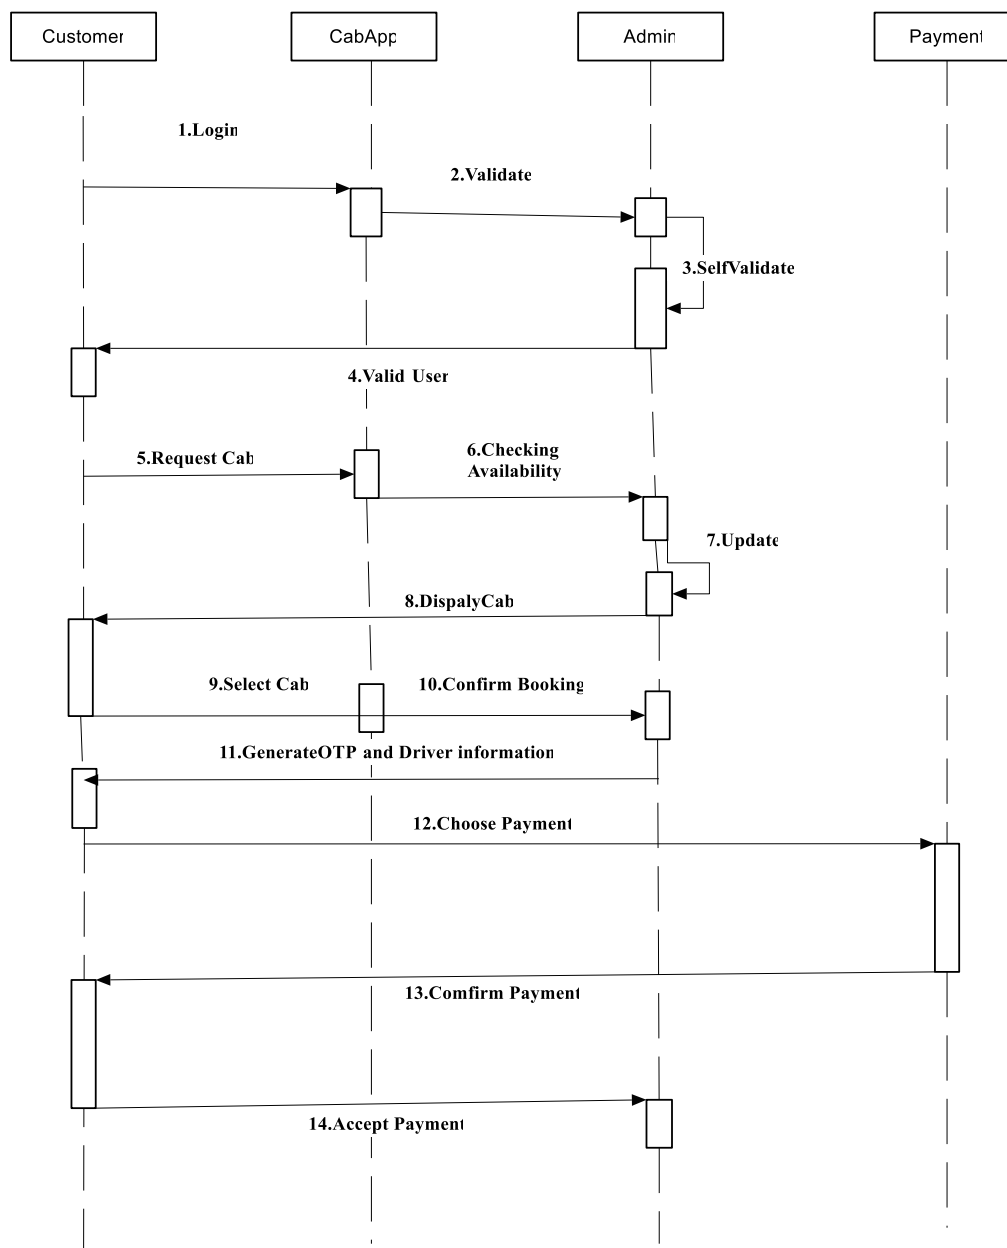 Customer
CabApp
Admin
Payment
1.Login
2.Validate
3.SelfValidate
4.Valid User
5.Request Cab
6.Checking
Availability
7.Update
8.DispalyCab
9.Select Cab
10.Confirm Booking
11.GenerateOTP and Driver information
12.Choose Payment
13.Comfirm Payment
14.Accept Payment